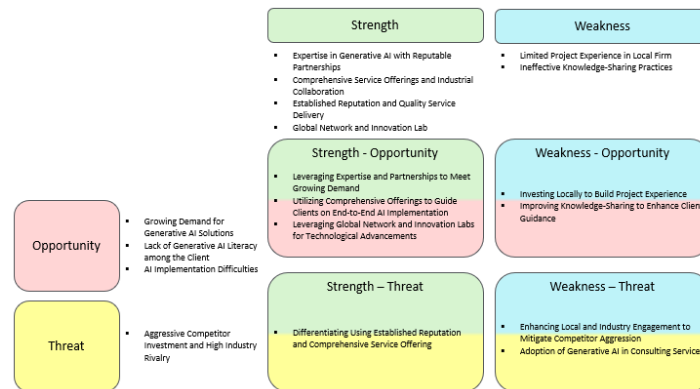 Strength
Weakness
▪ Expertise in Generative AI with Reputable
Partnerships
▪ Comprehensive Service Offerings and Industrial
Collaboration
▪ Established Reputation and Quality Service
Delivery
▪ Global Network and Innovation Lab
▪ Limited Project Experience in Local Firm
▪ Ineffective Knowledge-Sharing Practices
Strength - Opportunity
▪ Leveraging Expertise and Partnerships to Meet
Growing Demand
▪ Utilizing Comprehensive Offerings to Guide
Clients on End-to-End AI Implementation
▪ Leveraging Global Network and Innovation Labs
for Technological Advancements
Weakness - Opportunity
▪ Investing Locally to Build Project Experience
▪ Improving Knowledge-Sharing to Enhance Client
Guidance
Opportunity
▪ Growing Demand for
Generative AI Solutions
▪ Lack of Generative AI Literacy
among the Client
▪ AI Implementation Difficulties
Strength – Threat
▪ Differentiating Using Established Reputation
and Comprehensive Service Offering
Weakness – Threat
▪ Enhancing Local and Industry Engagement to
Mitigate Competitor Aggression
▪ Adoption of Generative AI in Consulting Service
Threat
▪ Aggressive Competitor
Investment and High Industry
Rivalry